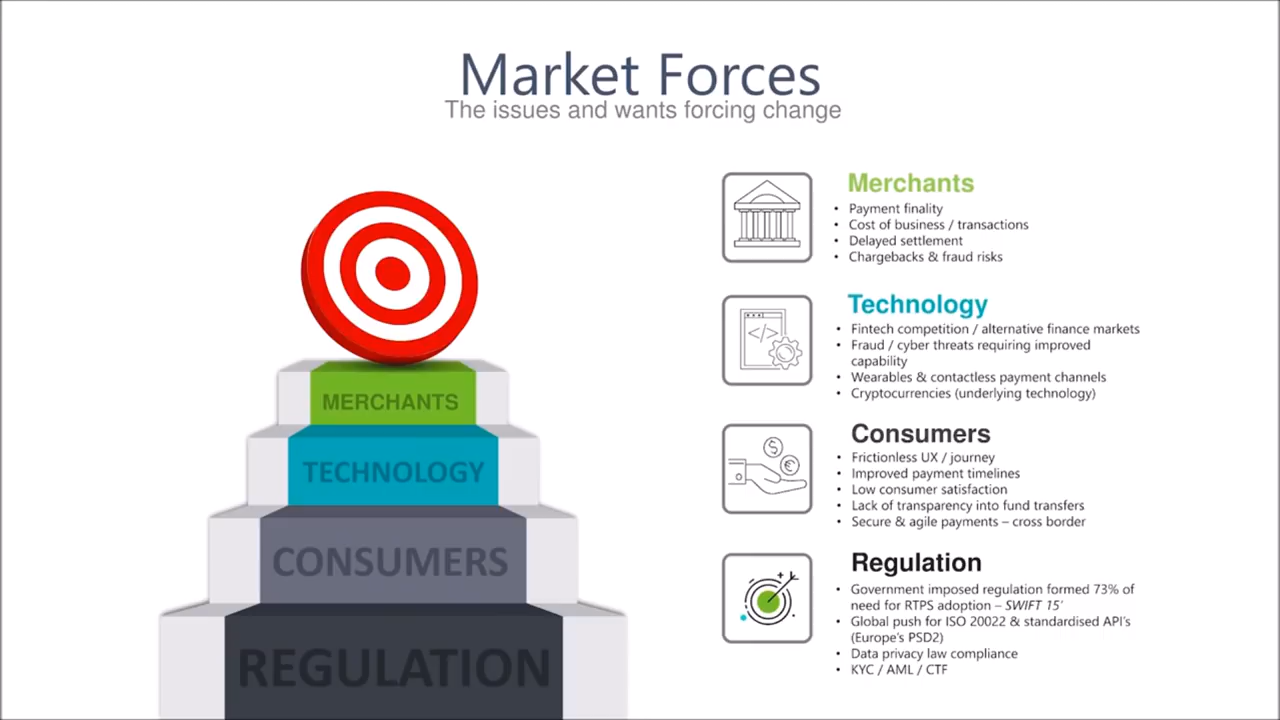 Market Forces
The issues and wants forcing change
MERCHANTS
TECHNOLOGY
CONSUMERS
REGULATION
Merchants
• Payment finality
• Cost of business / transactions
• Delayed settlement
• Chargebacks & fraud risks
Technology
• Fintech competition / alternative finance markets
• Fraud / cyber threats requiring improved
capability
• Wearables & contactless payment channels
• Cryptocurrencies (underlying technology)
Consumers
• Frictionless UX / journey
• Improved payment timelines
• Low consumer satisfaction
• Lack of transparency into fund transfers
• Secure & agile payments – cross border
Regulation
• Government imposed regulation formed 73% of
need for RTPS adoption – SWIFT 15'
• Global push for ISO 20022 & standardised API's
(Europe's PSD2)
• Data privacy law compliance
• KYC / AML / CTF